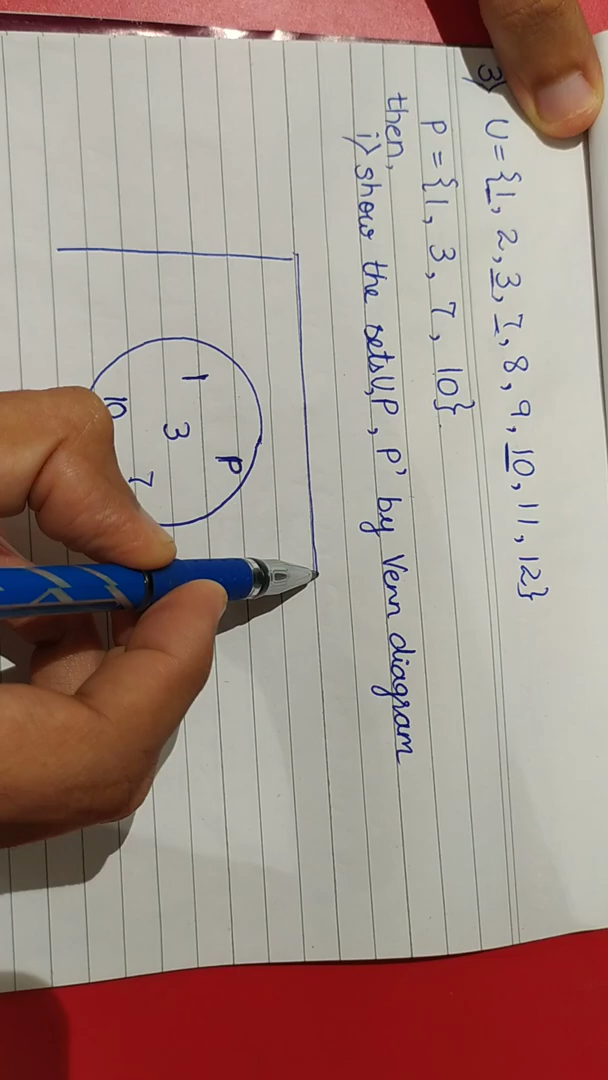 3) U = {1, 2, 3, 7, 8, 9, 10, 11, 12}
P = {1, 3, 7, 10}.
then,
i) show the sets U, P, P' by Venn diagram
P
1
3
7
10